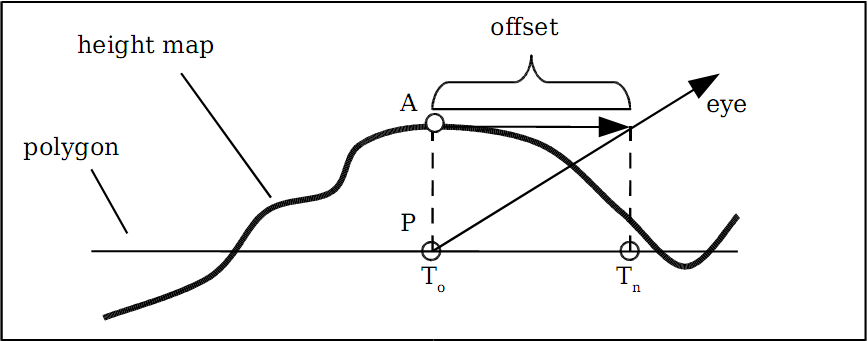 offset
height map
eye
A
polygon
P
To
Tn